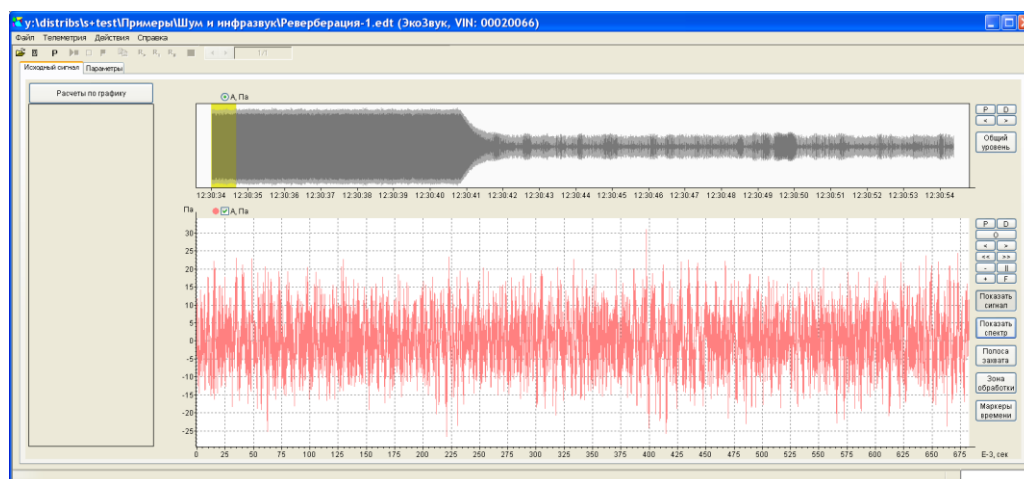 y:\distribs\s+test\Примеры\Шум и инфразвук\Реверберация-1.edt (ЭкоЗвук, VIN: 00020066)
Файл Телеметрия Действия Справка
P 1/1
Исходный сигнал Параметры
Расчеты по графику
A, Па
P D
< >
Общий
уровень
12:30:34 12:30:35 12:30:36 12:30:37 12:30:38 12:30:39 12:30:40 12:30:41 12:30:42 12:30:43 12:30:44 12:30:45 12:30:46 12:30:47 12:30:48 12:30:49 12:30:50 12:30:51 12:30:52 12:30:53 12:30:54
Па A, Па
30
25
20
15
10
5
0
-5
-10
-15
-20
-25
P D
O
< >
<< >>
- ||
+ F
Показать
сигнал
Показать
спектр
Полоса
захвата
Зона
обработки
Маркеры
времени
0 25 50 75 100 125 150 175 200 225 250 275 300 325 350 375 400 425 450 475 500 525 550 575 600 625 650 675 E-3, сек